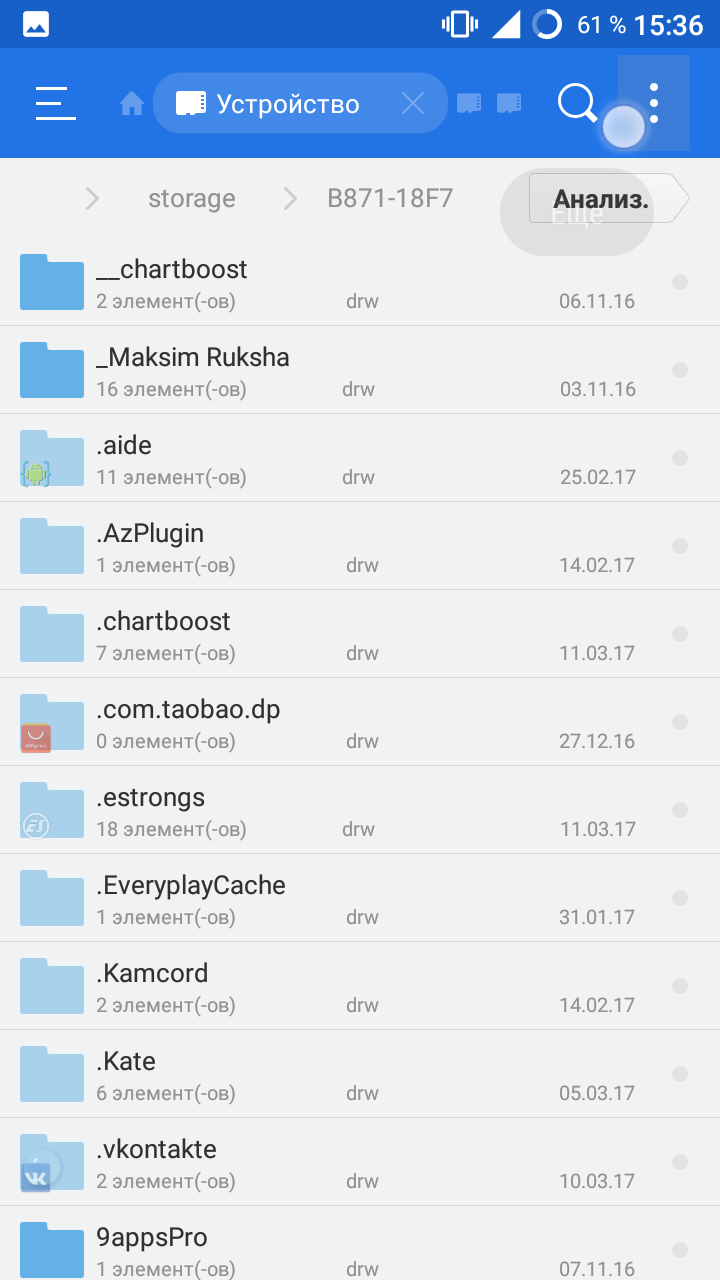 61 % 15:36
Устройство
storage B871-18F7 Анализ.
Еще
__chartboost
2 элемент(-ов) drw 06.11.16
_Maksim Ruksha
16 элемент(-ов) drw 03.11.16
.aide
11 элемент(-ов) drw 25.02.17
.AzPlugin
1 элемент(-ов) drw 14.02.17
.chartboost
7 элемент(-ов) drw 11.03.17
.com.taobao.dp
0 элемент(-ов) drw 27.12.16
.estrongs
18 элемент(-ов) drw 11.03.17
.EveryplayCache
1 элемент(-ов) drw 31.01.17
.Kamcord
2 элемент(-ов) drw 14.02.17
.Kate
6 элемент(-ов) drw 05.03.17
.vkontakte
2 элемент(-ов) drw 10.03.17
9appsPro
1 элемент(-ов) drw 07.11.16